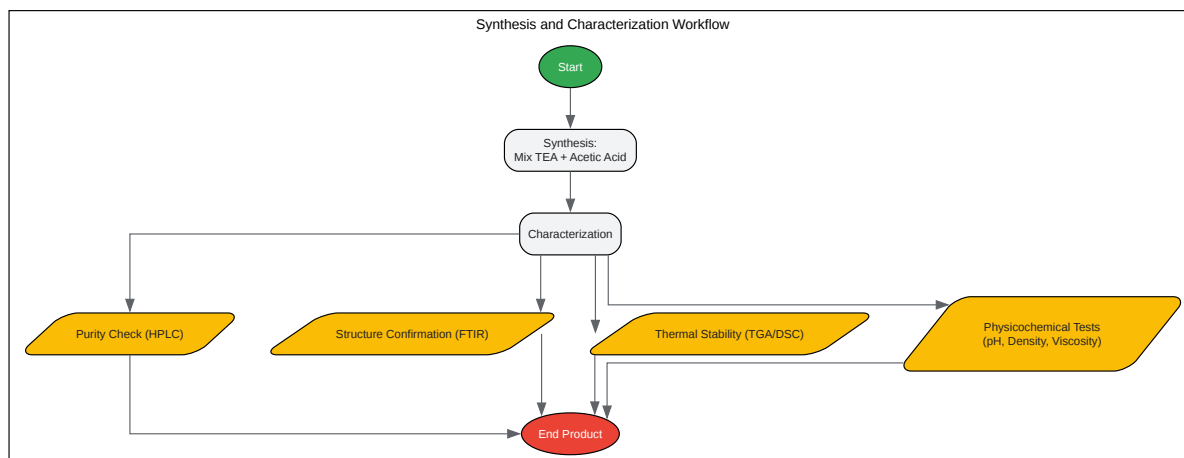 Synthesis and Characterization Workflow
Start
Synthesis:
Mix TEA + Acetic Acid
Characterization
Purity Check (HPLC)
Structure Confirmation (FTIR)
Thermal Stability (TGA/DSC)
Physicochemical Tests
(pH, Density, Viscosity)
End Product